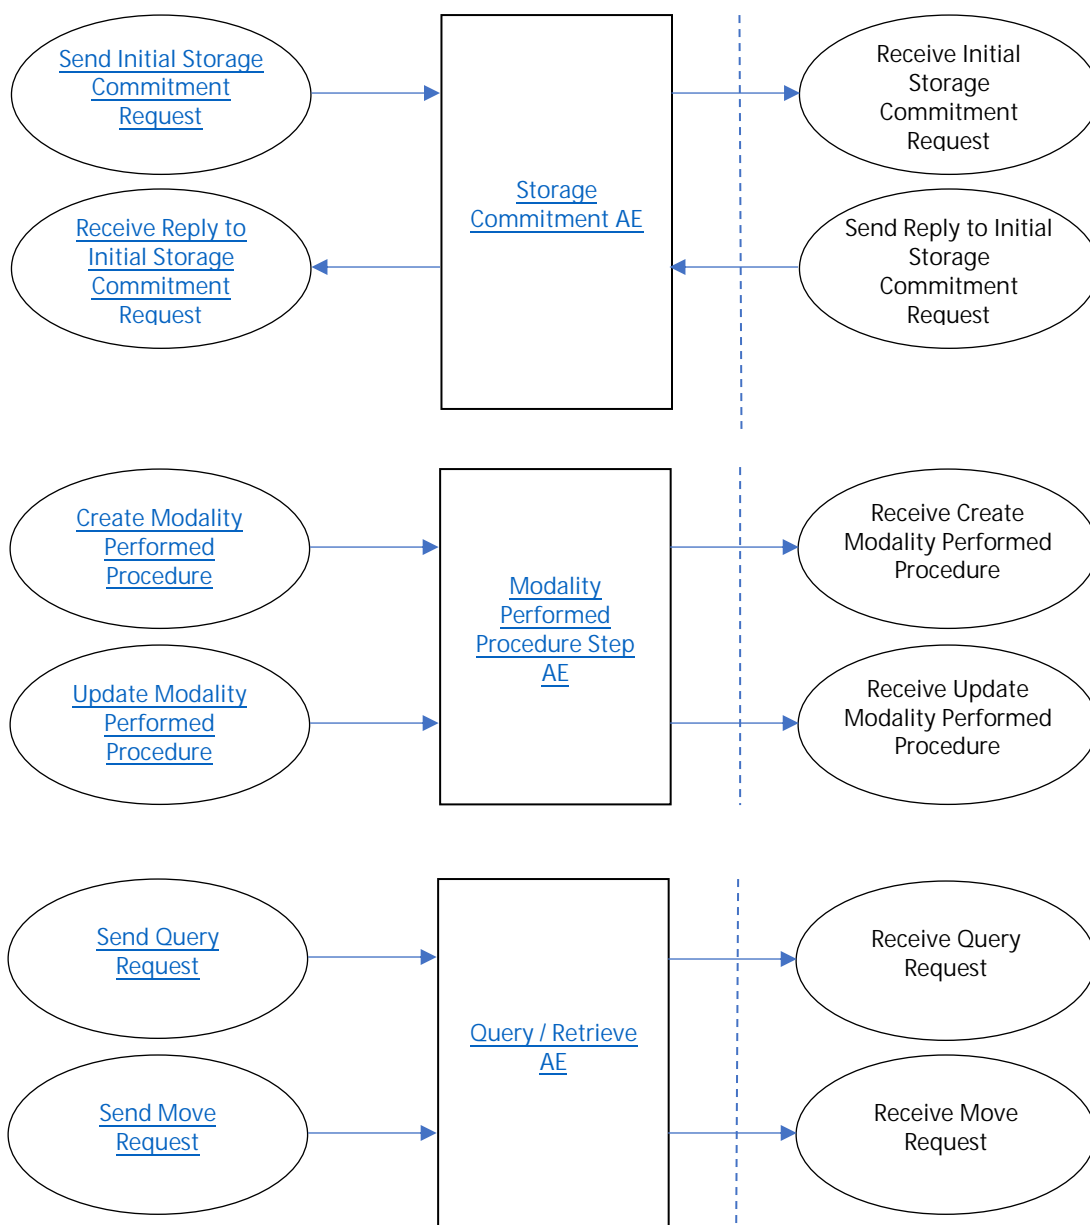 Send Initial Storage
Commitment
Request
Receive Initial
Storage
Commitment
Request
Storage
Commitment AE
Receive Reply to
Initial Storage
Commitment
Request
Send Reply to Initial
Storage
Commitment
Request
Create Modality
Performed
Procedure
Receive Create
Modality Performed
Procedure
Modality
Performed
Procedure Step
AE
Update Modality
Performed
Procedure
Receive Update
Modality Performed
Procedure
Send Query
Request
Receive Query
Request
Query / Retrieve
AE
Send Move
Request
Receive Move
Request